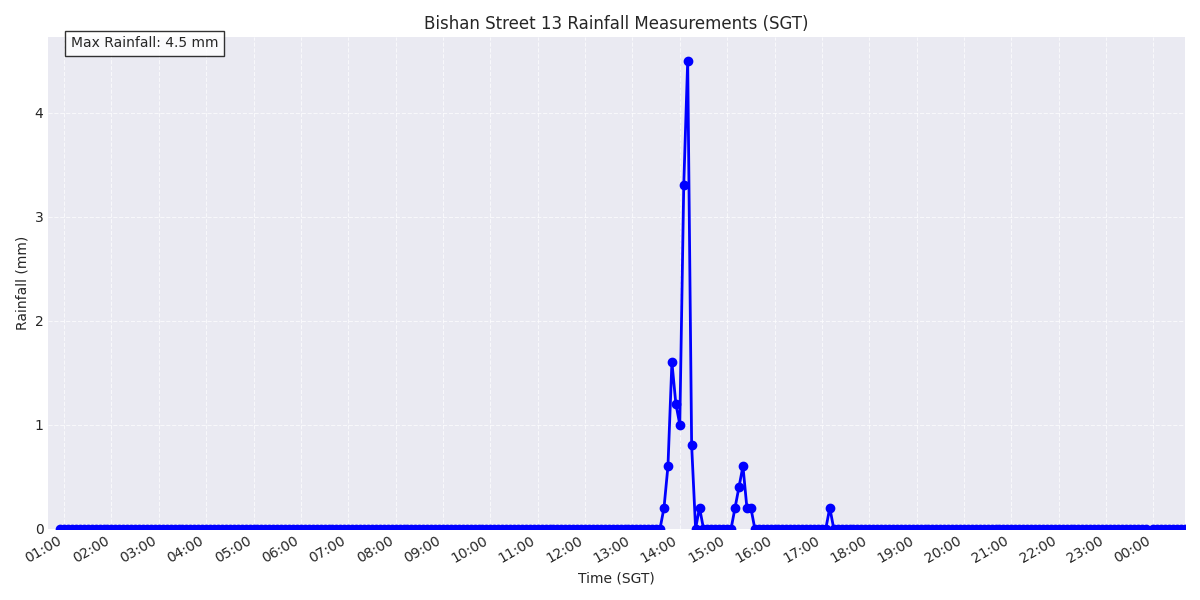 Bishan Street 13 Rainfall Measurements (SGT)
Max Rainfall: 4.5 mm
Rainfall (mm)
4
3
2
1
0
01:00 02:00 03:00 04:00 05:00 06:00 07:00 08:00 09:00 10:00 11:00 12:00 13:00 14:00 15:00 16:00 17:00 18:00 19:00 20:00 21:00 22:00 23:00 00:00
Time (SGT)